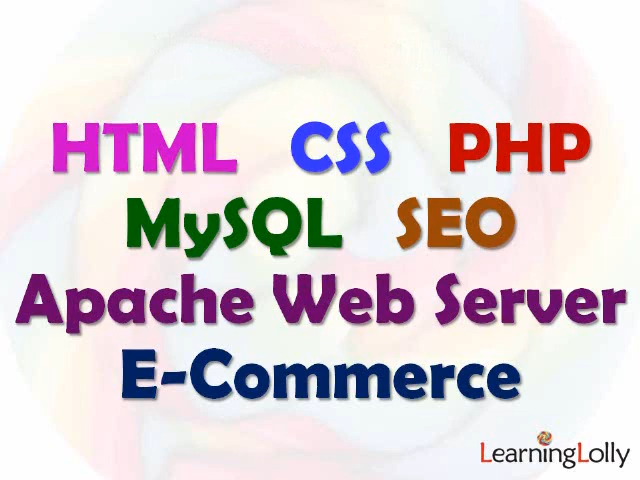 HTML CSS PHP
MySQL SEO
Apache Web Server
E-Commerce
LearningLolly